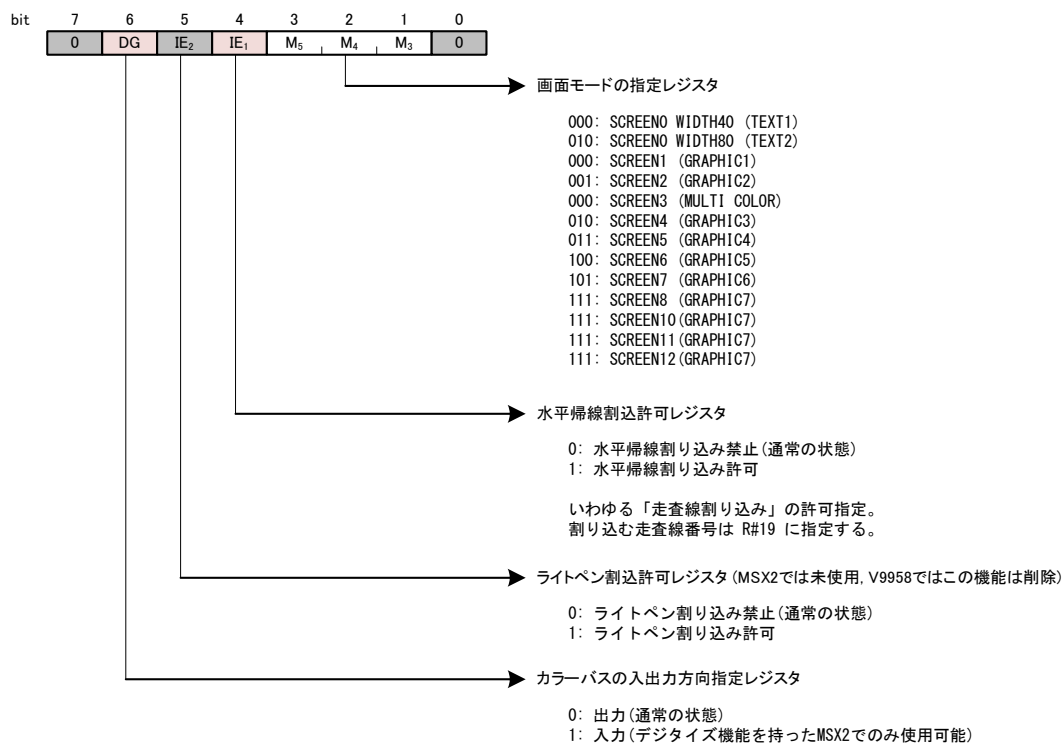 bit 7 6 5 4 3 2 1 0
0 DG IE₂ IE₁ M₅ M₄ M₃ 0
画面モードの指定レジスタ
000: SCREEN0 WIDTH40 (TEXT1)
010: SCREEN0 WIDTH80 (TEXT2)
000: SCREEN1 (GRAPHIC1)
001: SCREEN2 (GRAPHIC2)
000: SCREEN3 (MULTI COLOR)
010: SCREEN4 (GRAPHIC3)
011: SCREEN5 (GRAPHIC4)
100: SCREEN6 (GRAPHIC5)
101: SCREEN7 (GRAPHIC6)
111: SCREEN8 (GRAPHIC7)
111: SCREEN10(GRAPHIC7)
111: SCREEN11(GRAPHIC7)
111: SCREEN12(GRAPHIC7)
水平帰線割込許可レジスタ
0: 水平帰線割り込み禁止(通常の状態)
1: 水平帰線割り込み許可
いわゆる「走査線割り込み」の許可指定。
割り込む走査線番号は R#19 に指定する。
ライトペン割込許可レジスタ(MSX2では未使用, V9958ではこの機能は削除)
0: ライトペン割り込み禁止(通常の状態)
1: ライトペン割り込み許可
カラーバスの入出力方向指定レジスタ
0: 出力(通常の状態)
1: 入力(デジタイズ機能を持ったMSX2でのみ使用可能)